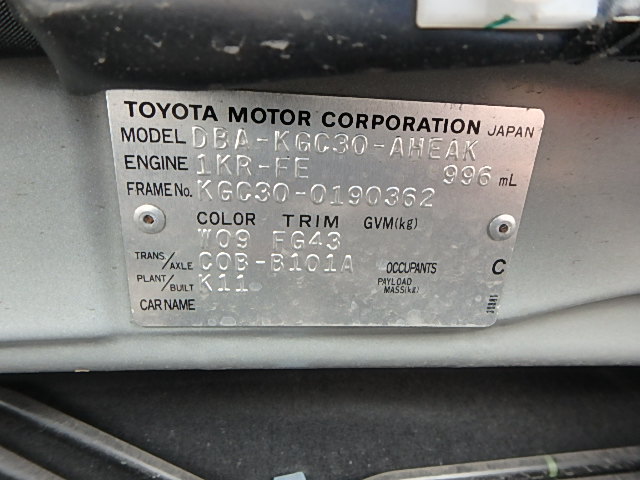 TOYOTA MOTOR CORPORATION JAPAN
MODEL DBA-KGC30-AHEAK
ENGINE 1KR-FE 996 mL
FRAME No. KGC30-0190362
COLOR TRIM GVM(kg)
W09 FG43
TRANS/AXLE C0B-B101A OCCUPANTS C
PLANT/BUILT K11 PAYLOAD MASS(kg)
CAR NAME